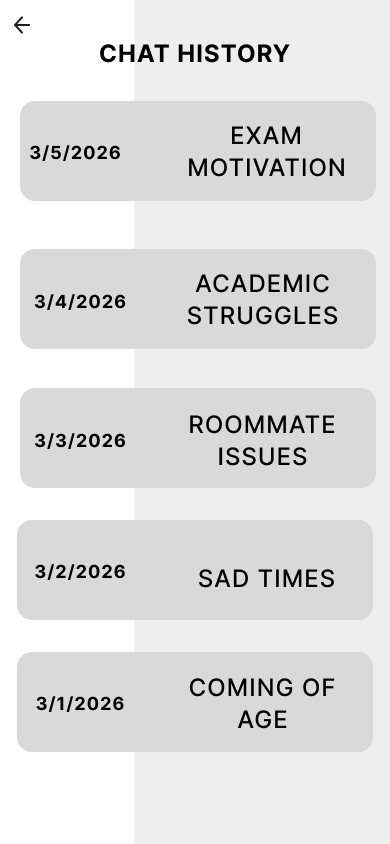 CHAT HISTORY
3/5/2026
EXAM
MOTIVATION
3/4/2026
ACADEMIC
STRUGGLES
3/3/2026
ROOMMATE
ISSUES
3/2/2026
SAD TIMES
3/1/2026
COMING OF
AGE